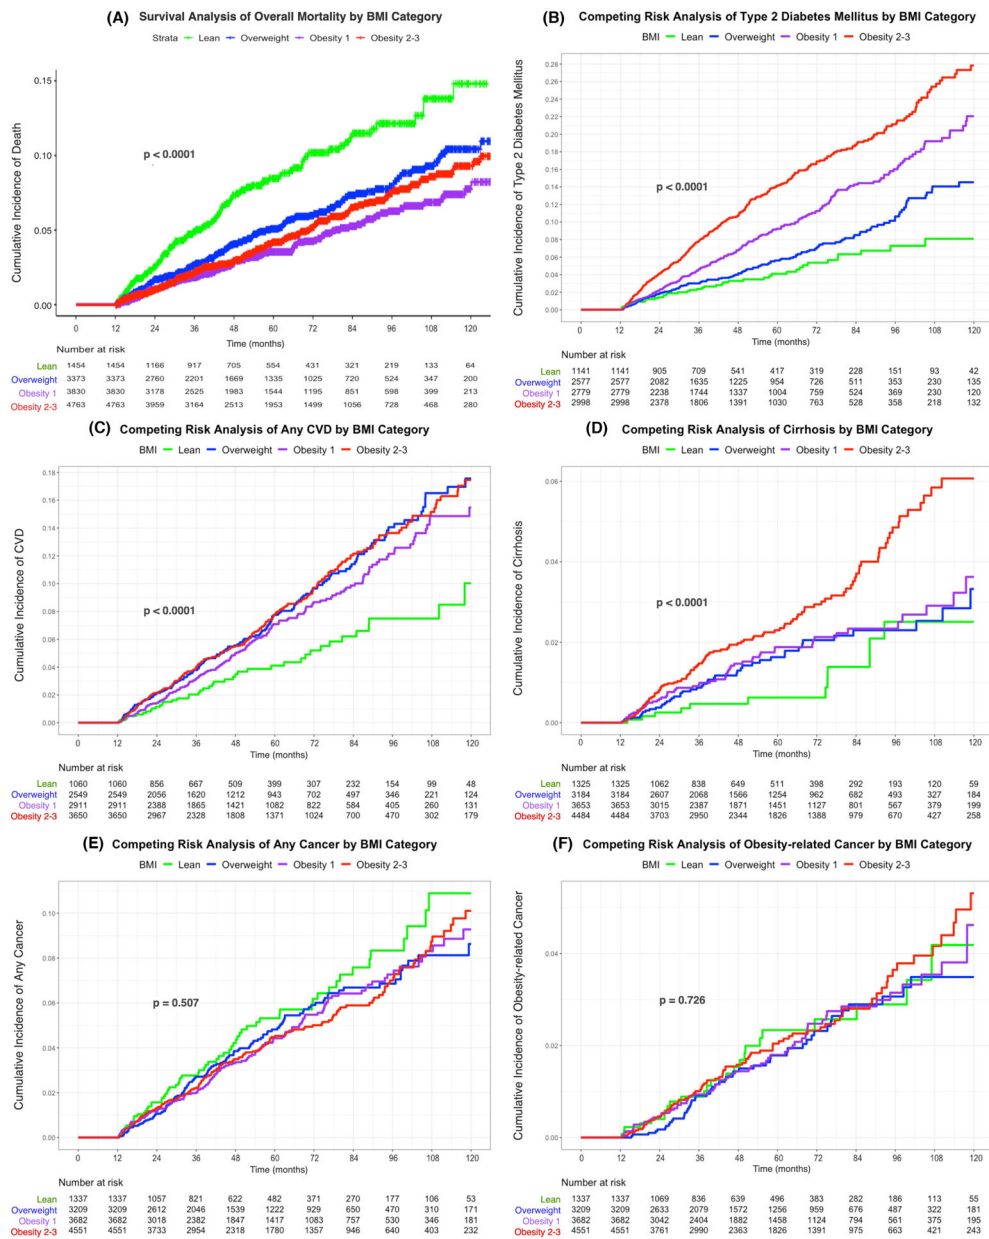 (A) Survival Analysis of Overall Mortality by BMI Category
Strata Lean Overweight Obesity 1 Obesity 2-3
Cumulative Incidence of Death
0.15
0.10
0.05
0.00
p < 0.0001
0 12 24 36 48 60 72 84 96 108 120
Time (months)
Number at risk
Lean 1454 1454 1166 917 705 554 431 321 219 133 64
Overweight 3373 3373 2760 2201 1669 1335 1025 720 524 347 200
Obesity 1 3830 3830 3178 2525 1983 1544 1195 851 598 399 213
Obesity 2-3 4763 4763 3959 3164 2513 1953 1499 1056 728 468 280
(B) Competing Risk Analysis of Type 2 Diabetes Mellitus by BMI Category
BMI Lean Overweight Obesity 1 Obesity 2-3
Cumulative Incidence of Type 2 Diabetes Mellitus
0.28
0.26
0.24
0.22
0.20
0.18
0.16
0.14
0.12
0.10
0.08
0.06
0.04
0.02
0.00
p < 0.0001
0 12 24 36 48 60 72 84 96 108 120
Time (months)
Number at risk
Lean 1141 1141 905 709 541 417 319 228 151 93 42
Overweight 2577 2577 2082 1635 1225 954 726 511 353 230 135
Obesity 1 2779 2779 2238 1744 1337 1004 759 524 369 230 120
Obesity 2-3 2998 2998 2378 1806 1391 1030 763 528 358 218 132
(C) Competing Risk Analysis of Any CVD by BMI Category
BMI Lean Overweight Obesity 1 Obesity 2-3
Cumulative Incidence of CVD
0.18
0.16
0.14
0.12
0.10
0.08
0.06
0.04
0.02
0.00
p < 0.0001
0 12 24 36 48 60 72 84 96 108 120
Time (months)
Number at risk
Lean 1060 1060 856 667 509 399 307 232 154 99 48
Overweight 2549 2549 2056 1620 1212 943 702 497 346 221 124
Obesity 1 2911 2911 2388 1865 1421 1082 822 584 405 260 131
Obesity 2-3 3650 3650 2967 2328 1808 1371 1024 700 470 302 179
(D) Competing Risk Analysis of Cirrhosis by BMI Category
BMI Lean Overweight Obesity 1 Obesity 2-3
Cumulative Incidence of Cirrhosis
0.06
0.04
0.02
0.00
p < 0.0001
0 12 24 36 48 60 72 84 96 108 120
Time (months)
Number at risk
Lean 1325 1325 1062 838 649 511 398 292 193 120 59
Overweight 3184 3184 2607 2068 1566 1254 962 682 493 327 184
Obesity 1 3653 3653 3015 2387 1871 1451 1127 801 567 379 199
Obesity 2-3 4484 4484 3703 2950 2344 1826 1388 979 670 427 258
(E) Competing Risk Analysis of Any Cancer by BMI Category
BMI Lean Overweight Obesity 1 Obesity 2-3
Cumulative Incidence of Any Cancer
0.10
0.08
0.06
0.04
0.02
0.00
p = 0.507
0 12 24 36 48 60 72 84 96 108 120
Time (months)
Number at risk
Lean 1337 1337 1057 821 622 482 371 270 177 106 53
Overweight 3209 3209 2612 2046 1539 1222 929 650 470 310 171
Obesity 1 3682 3682 3018 2382 1847 1417 1083 757 530 346 181
Obesity 2-3 4551 4551 3733 2954 2318 1780 1357 946 640 403 232
(F) Competing Risk Analysis of Obesity-related Cancer by BMI Category
BMI Lean Overweight Obesity 1 Obesity 2-3
Cumulative Incidence of Obesity-related Cancer
0.04
0.02
0.00
p = 0.726
0 12 24 36 48 60 72 84 96 108 120
Time (months)
Number at risk
Lean 1337 1337 1069 836 639 496 383 282 186 113 55
Overweight 3209 3209 2633 2079 1572 1256 959 676 487 322 181
Obesity 1 3682 3682 3042 2404 1882 1458 1124 794 561 375 195
Obesity 2-3 4551 4551 3761 2990 2363 1826 1391 975 663 421 243